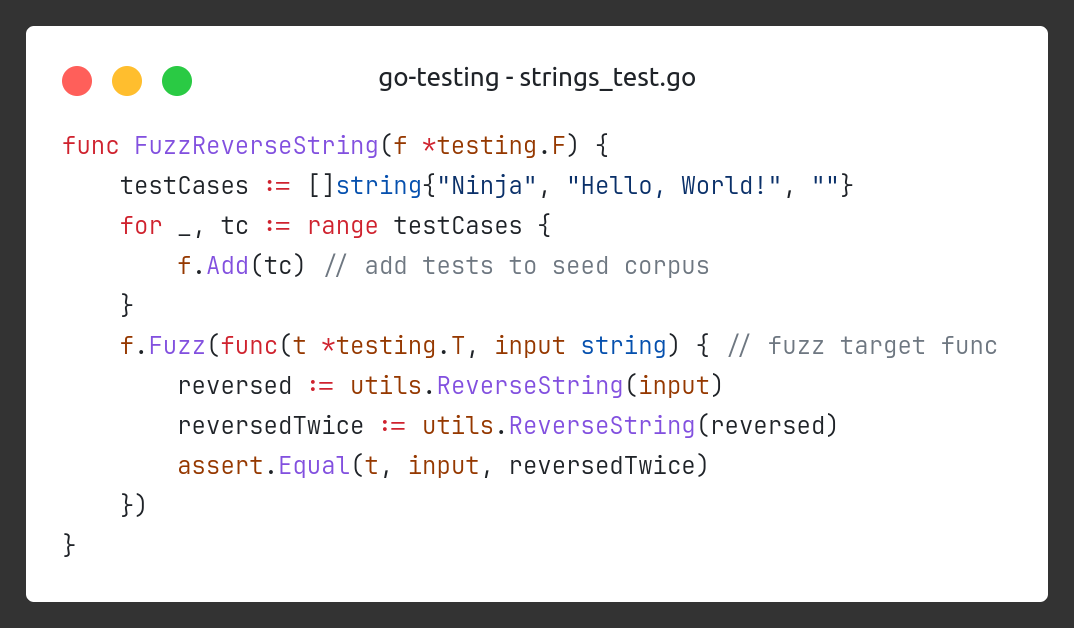 go-testing - strings_test.go
func FuzzReverseString(f *testing.F) {
    testCases := []string{"Ninja", "Hello, World!", ""}
    for _, tc := range testCases {
        f.Add(tc) // add tests to seed corpus
    }
    f.Fuzz(func(t *testing.T, input string) { // fuzz target func
        reversed := utils.ReverseString(input)
        reversedTwice := utils.ReverseString(reversed)
        assert.Equal(t, input, reversedTwice)
    })
}